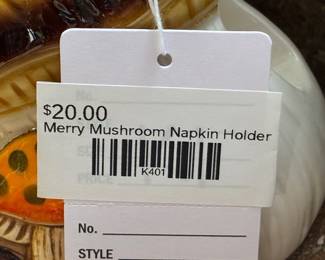 $20.00
Merry Mushroom Napkin Holder
K401
No.
STYLE